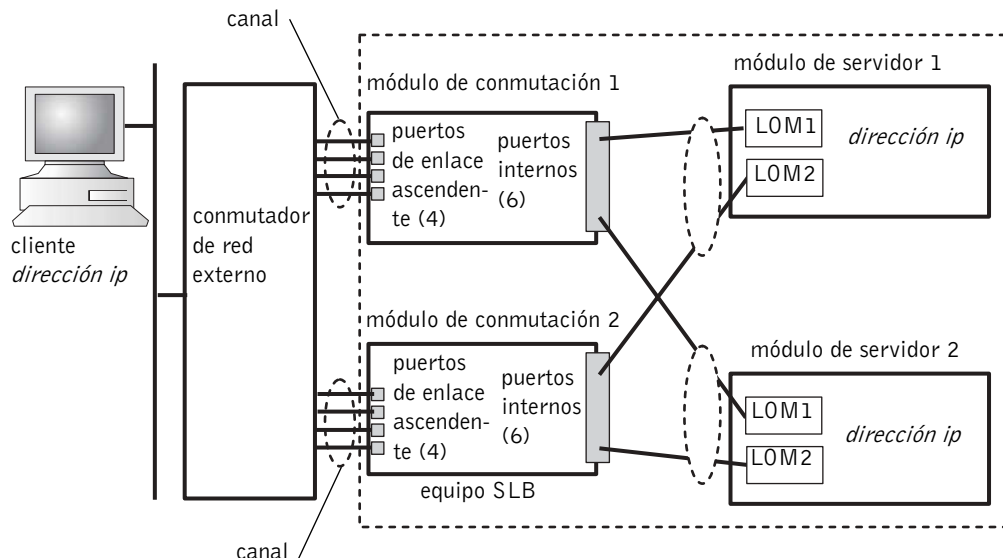 canal
módulo de conmutación 1
puertos
de enlace
ascenden-
te (4)
puertos
internos
(6)
módulo de servidor 1
LOM1
LOM2
dirección ip
cliente
dirección ip
conmutador
de red
externo
módulo de conmutación 2
puertos
de enlace
ascenden-
te (4)
puertos
internos
(6)
equipo SLB
módulo de servidor 2
LOM1
LOM2
dirección ip
canal